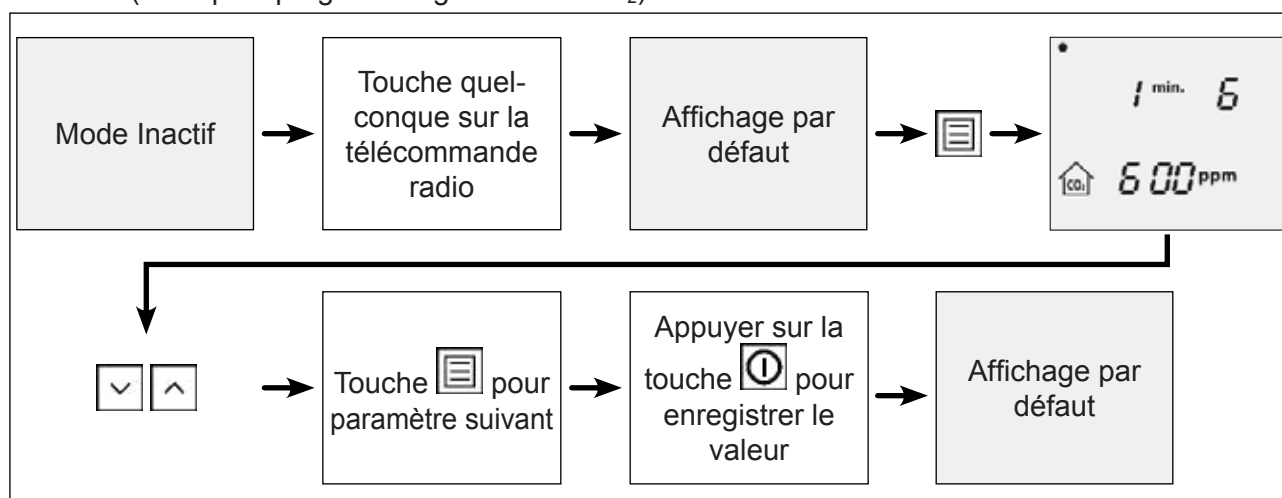 Mode Inactif
Touche quel-
conque sur la
télécommande
radio
Affichage par
défaut
1 min. 6
CO₂ 600 ppm
Touche pour
paramètre suivant
Appuyer sur la
touche pour
enregistrer le
valeur
Affichage par
défaut